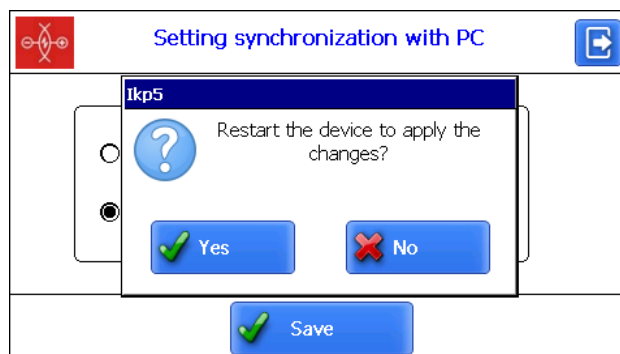 Setting synchronization with PC
Ikp5
Restart the device to apply the
changes?
Yes
No
Save